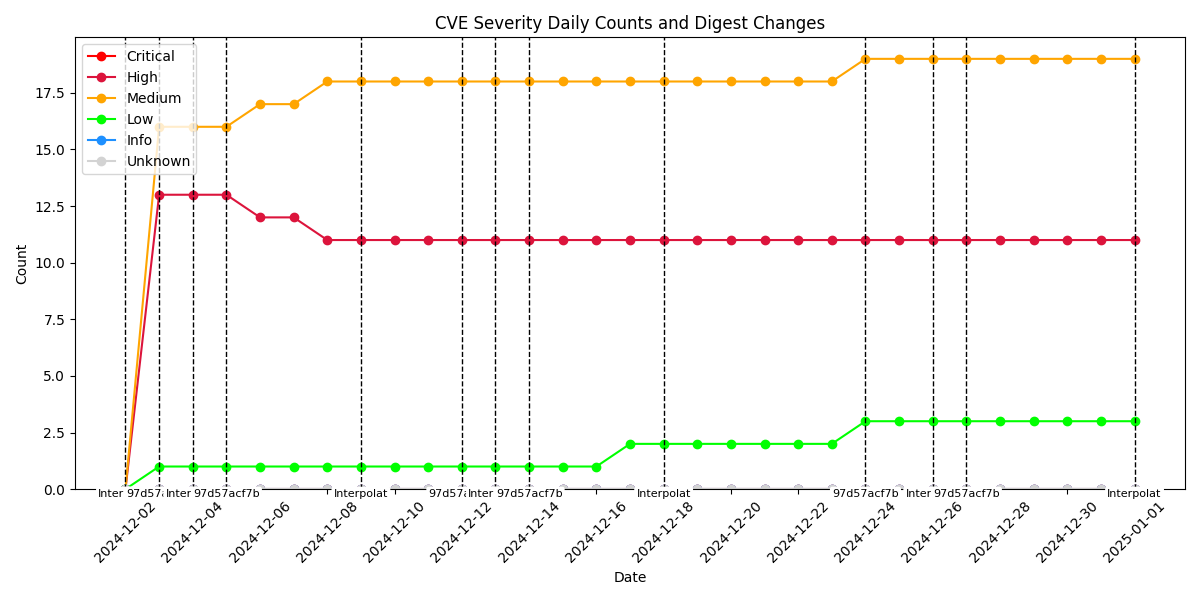 CVE Severity Daily Counts and Digest Changes
Critical
High
Medium
Low
Info
Unknown
Count
17.5
15.0
12.5
10.0
7.5
5.0
2.5
0.0
Inter 97d57 Inter 97d57acf7b Interpolat 97d57 Inter 97d57acf7b Interpolat 97d57acf7b Inter 97d57acf7b Interpolat
2024-12-02
2024-12-04
2024-12-06
2024-12-08
2024-12-10
2024-12-12
2024-12-14
2024-12-16
2024-12-18
2024-12-20
2024-12-22
2024-12-24
2024-12-26
2024-12-28
2024-12-30
2025-01-01
Date